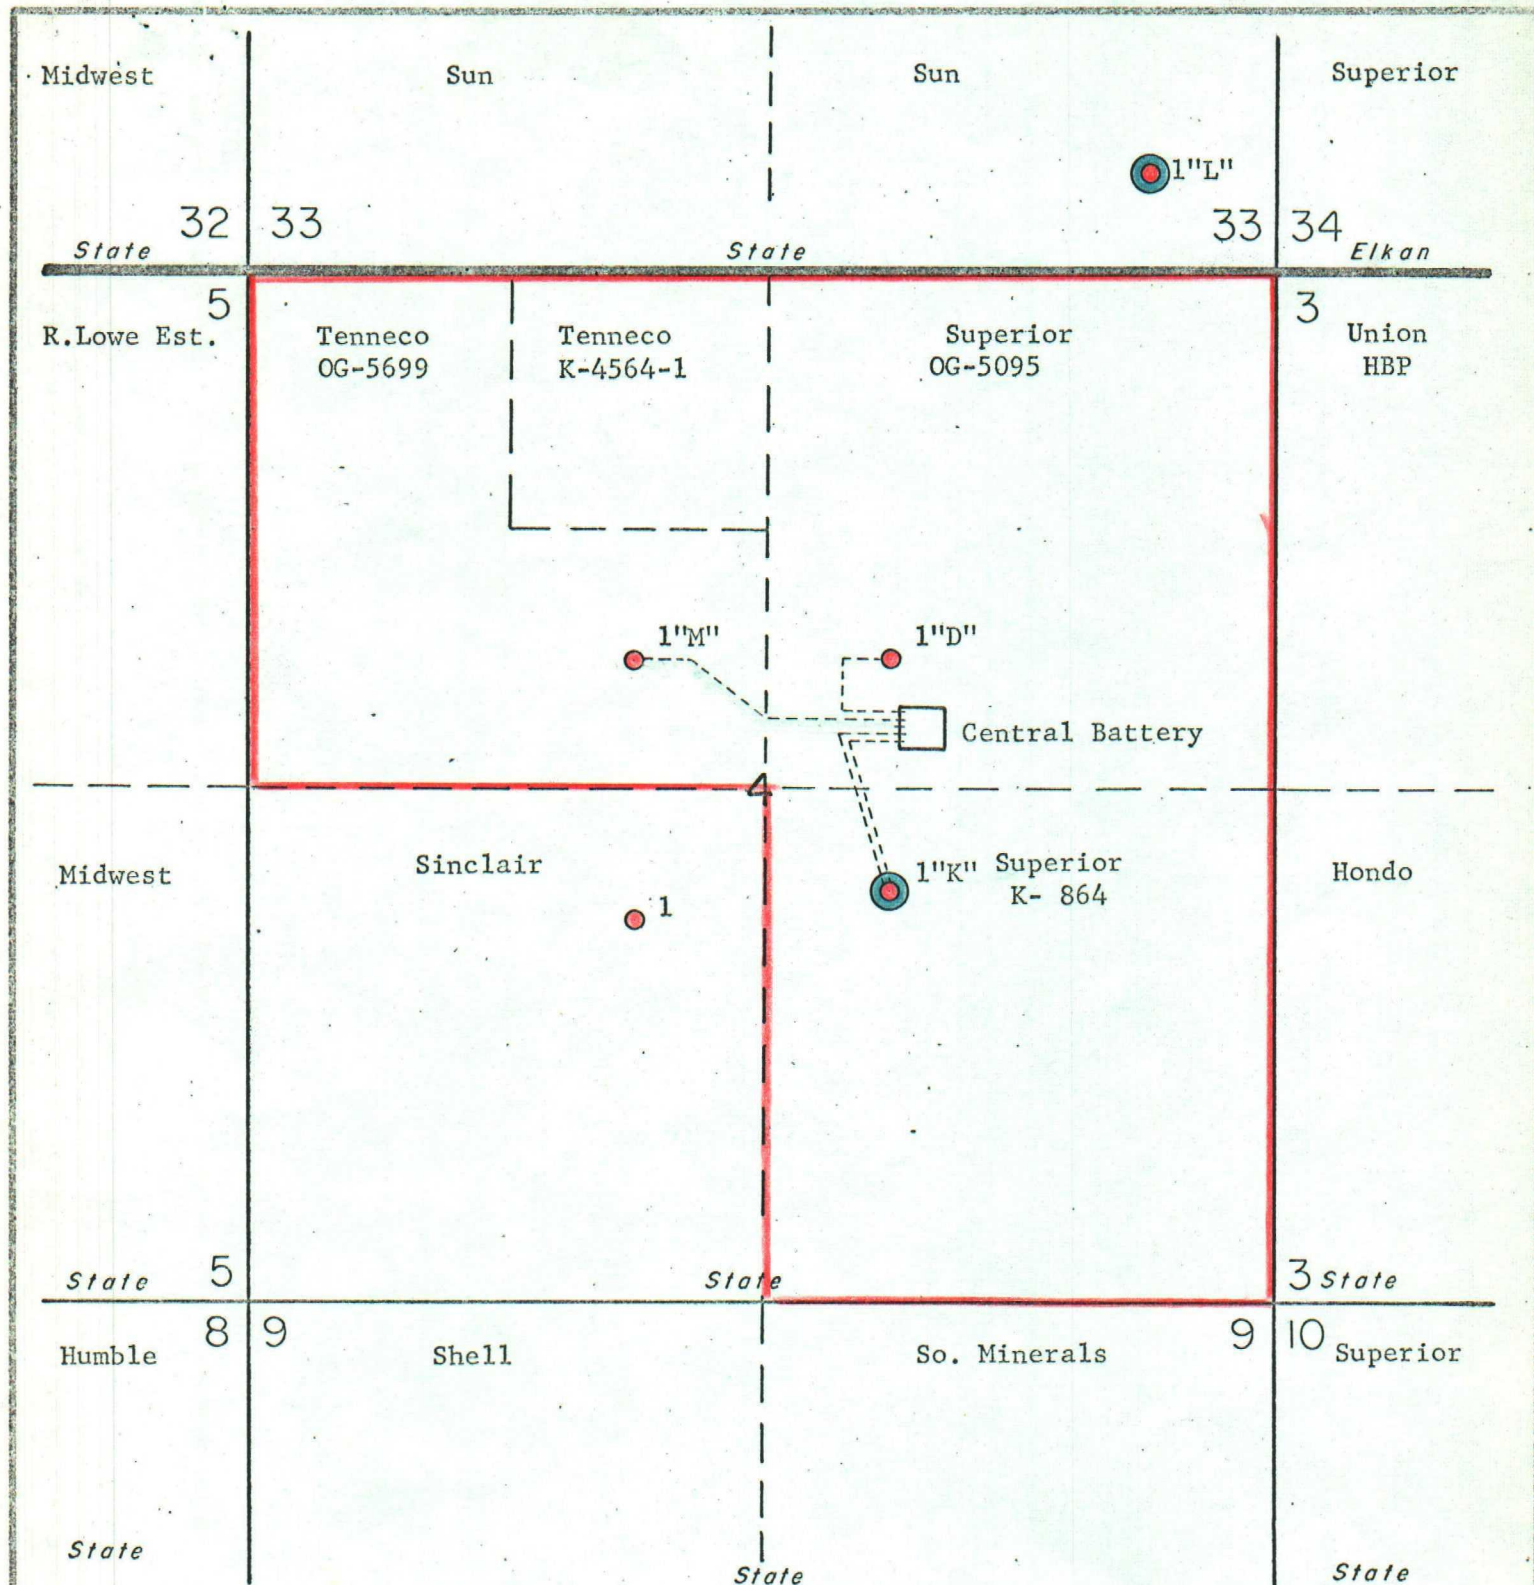 Midwest
Sun
Sun
Superior
1"L"
32
33
33
34
State
State
Elkan
5
3
R.Lowe Est.
Tenneco
OG-5699
Tenneco
K-4564-1
Superior
OG-5095
Union
HBP
1"M"
1"D"
Central Battery
4
Midwest
Sinclair
1
1"K"
Superior
K- 864
Hondo
State
5
State
3
State
8
9
9
10
Humble
Shell
So. Minerals
Superior
State
State
State